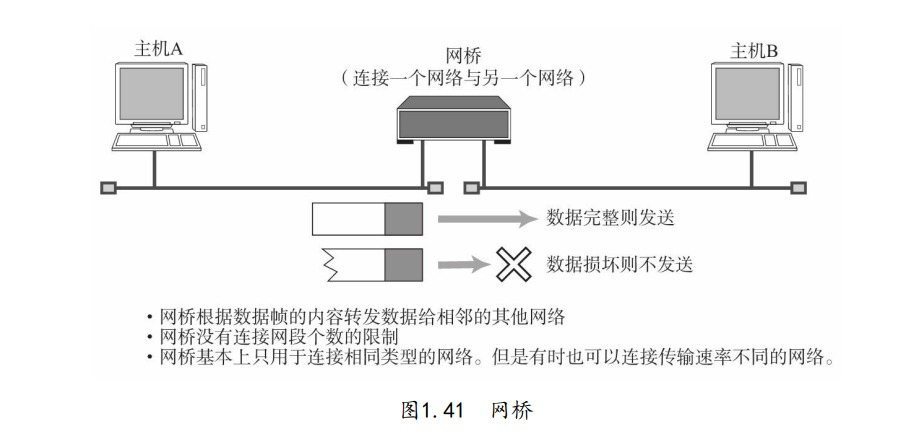 主机A
网桥
（连接一个网络与另一个网络）
主机B
数据完整则发送
数据损坏则不发送
·网桥根据数据帧的内容转发数据给相邻的其他网络
·网桥没有连接网段个数的限制
·网桥基本上只用于连接相同类型的网络。但是有时也可以连接传输速率不同的网络。
图1.41 网桥